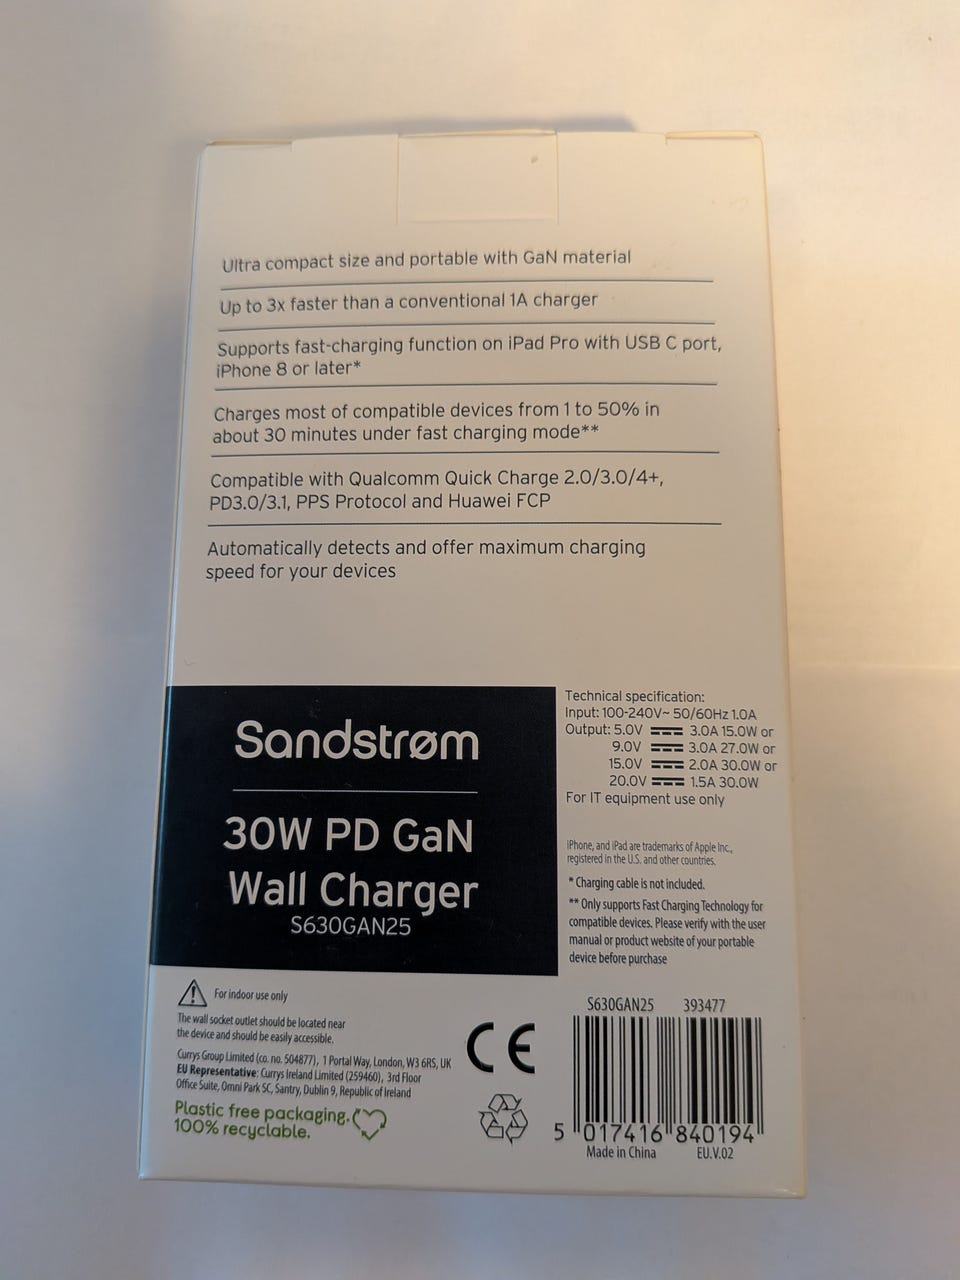 Ultra compact size and portable with GaN material
Up to 3x faster than a conventional 1A charger
Supports fast-charging function on iPad Pro with USB C port,
iPhone 8 or later*
Charges most of compatible devices from 1 to 50% in
about 30 minutes under fast charging mode**
Compatible with Qualcomm Quick Charge 2.0/3.0/4+,
PD3.0/3.1, PPS Protocol and Huawei FCP
Automatically detects and offer maximum charging
speed for your devices
Sandstrøm
30W PD GaN
Wall Charger
S630GAN25
Technical specification:
Input: 100-240V~ 50/60Hz 1.0A
Output: 5.0V ⎓ 3.0A 15.0W or
9.0V ⎓ 3.0A 27.0W or
15.0V ⎓ 2.0A 30.0W or
20.0V ⎓ 1.5A 30.0W
For IT equipment use only
iPhone, and iPad are trademarks of Apple Inc.,
registered in the U.S. and other countries.
* Charging cable is not included.
** Only supports Fast Charging Technology for
compatible devices. Please verify with the user
manual or product website of your portable
device before purchase
For indoor use only
The wall socket outlet should be located near
the device and should be easily accessible.
Currys Group Limited (co. no. 504877), 1 Portal Way, London, W3 6RS, UK
EU Representative: Currys Ireland Limited (259460), 3rd Floor
Office Suite, Omni Park SC, Santry, Dublin 9, Republic of Ireland
Plastic free packaging.
100% recyclable.
CE
S630GAN25 393477
5 017416 840194
Made in China EU.V.02